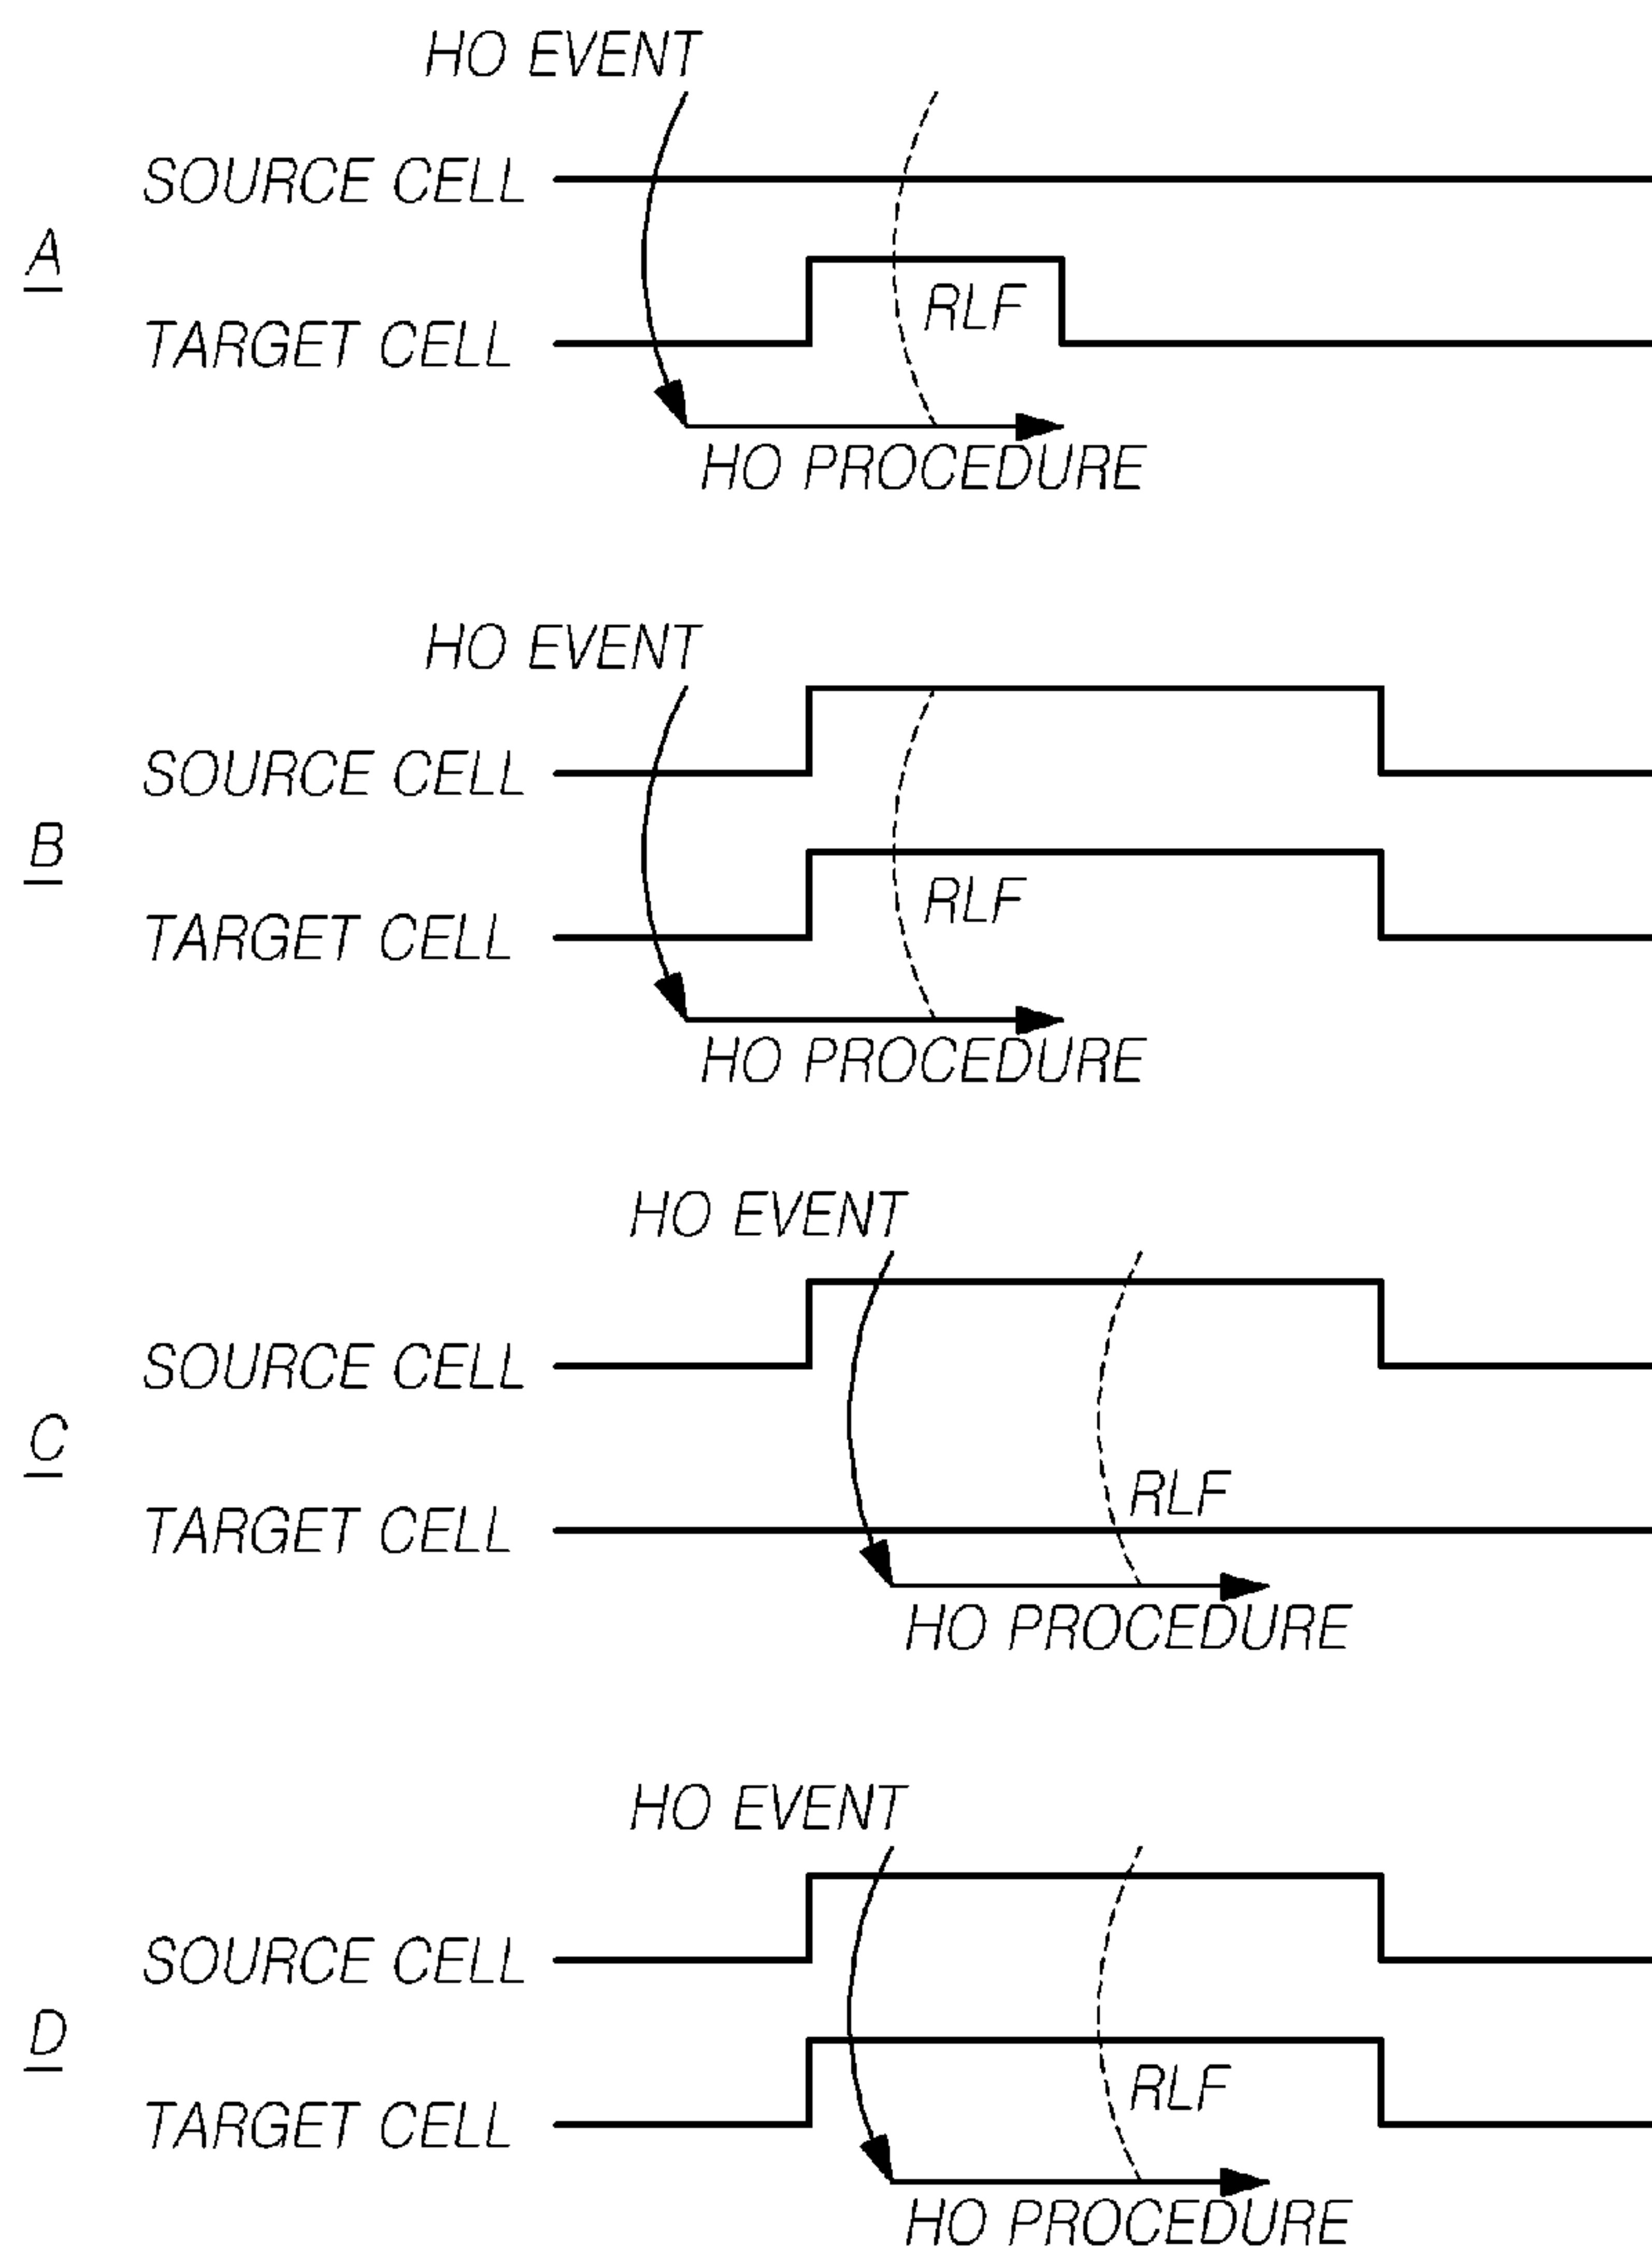 HO EVENT
SOURCE CELL
A
RLF
TARGET CELL
HO PROCEDURE
HO EVENT
SOURCE CELL
B
RLF
TARGET CELL
HO PROCEDURE
HO EVENT
SOURCE CELL
C
RLF
TARGET CELL
HO PROCEDURE
HO EVENT
SOURCE CELL
D
RLF
TARGET CELL
HO PROCEDURE